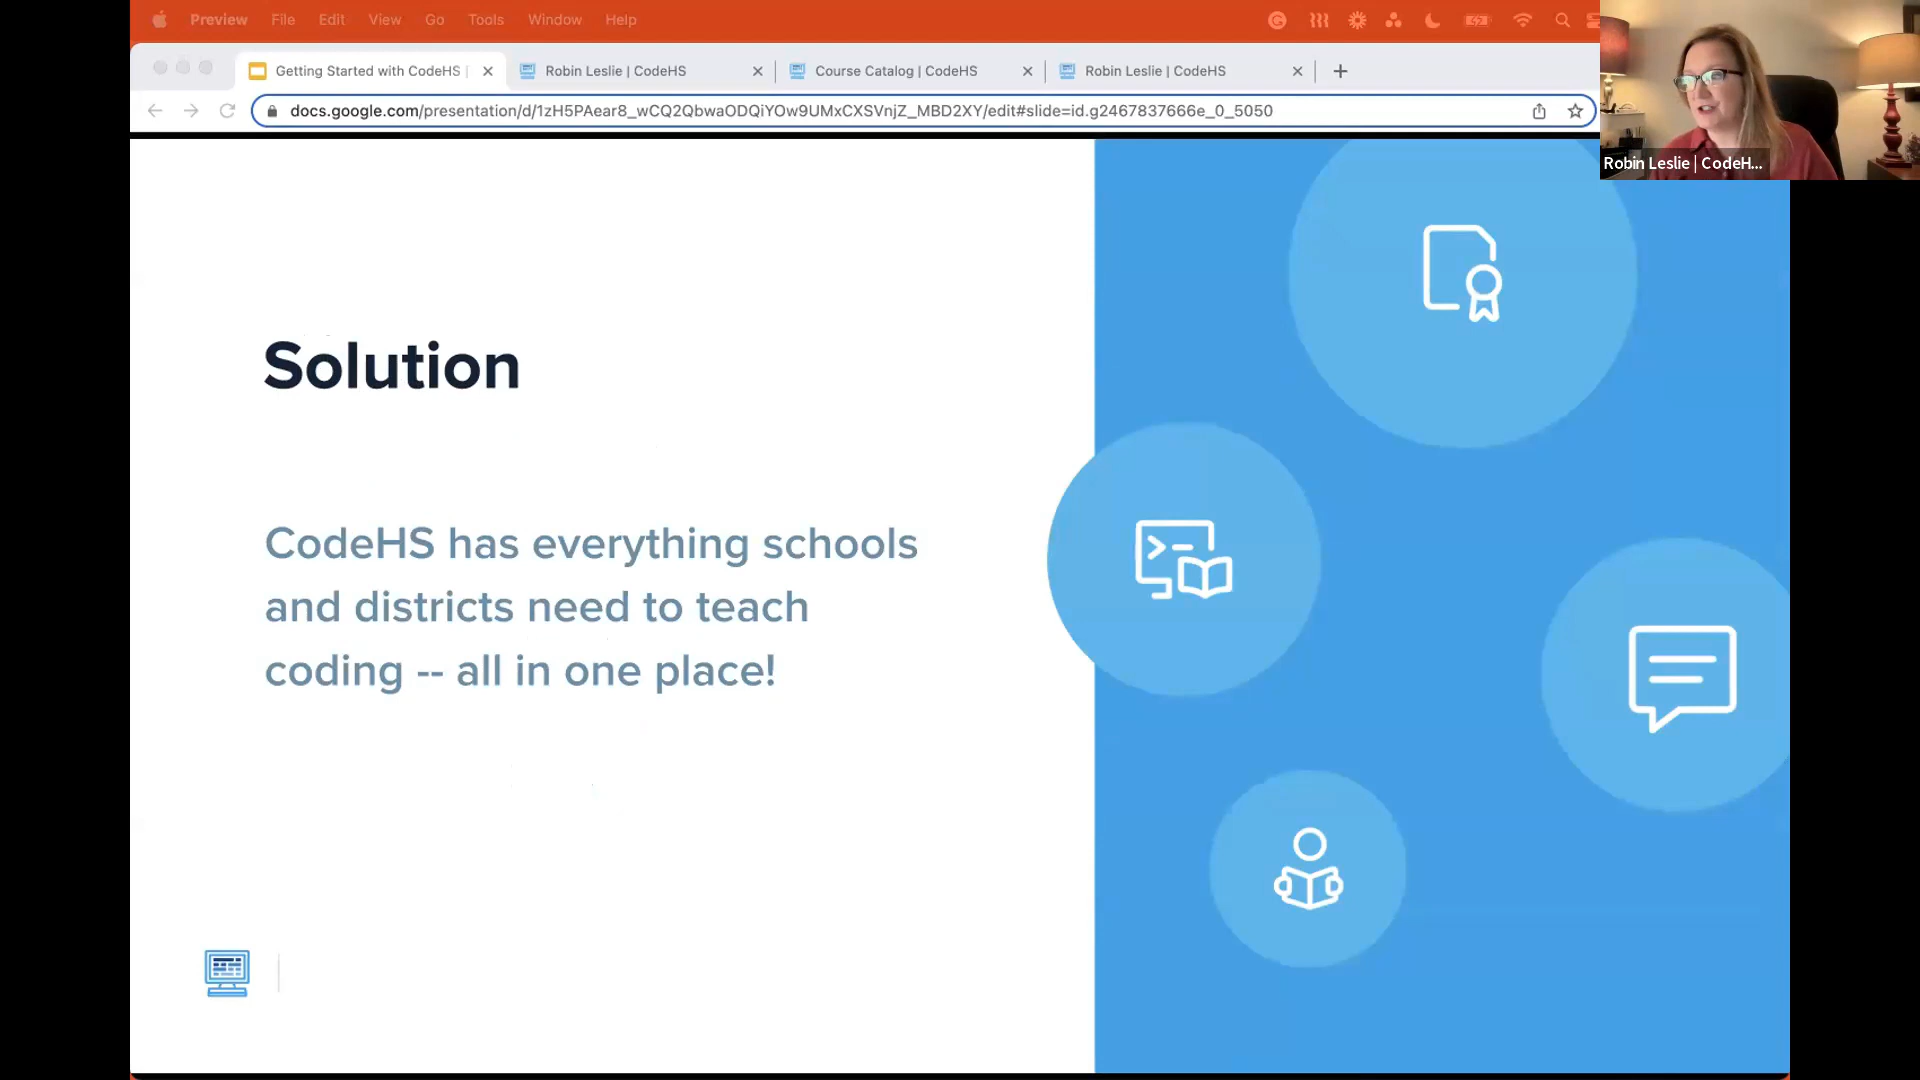 Preview File Edit View Go Tools Window Help
Getting Started with CodeHS |
Robin Leslie | CodeHS
Course Catalog | CodeHS
Robin Leslie | CodeHS
docs.google.com/presentation/d/1zH5PAear8_wCQ2QbwaODQiYOw9UMxCXSVnjZ_MBD2XY/edit#slide=id.g2467837666e_0_5050
Robin Leslie | CodeH...
Solution
CodeHS has everything schools
and districts need to teach
coding -- all in one place!